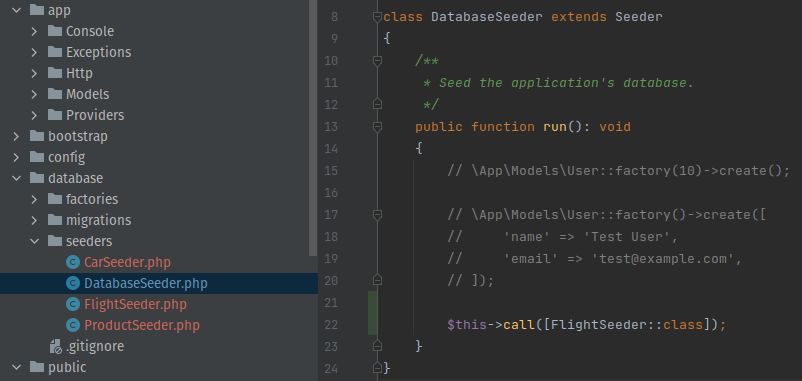 app
Console
Exceptions
Http
Models
Providers
bootstrap
config
database
factories
migrations
seeders
CarSeeder.php
DatabaseSeeder.php
FlightSeeder.php
ProductSeeder.php
.gitignore
public
8 class DatabaseSeeder extends Seeder
9 {
10 /**
11 * Seed the application's database.
12 */
13 public function run(): void
14 {
15 // \App\Models\User::factory(10)->create();
16
17 // \App\Models\User::factory()->create([
18 // 'name' => 'Test User',
19 // 'email' => 'test@example.com',
20 // ]);
21
22 $this->call([FlightSeeder::class]);
23 }
24 }